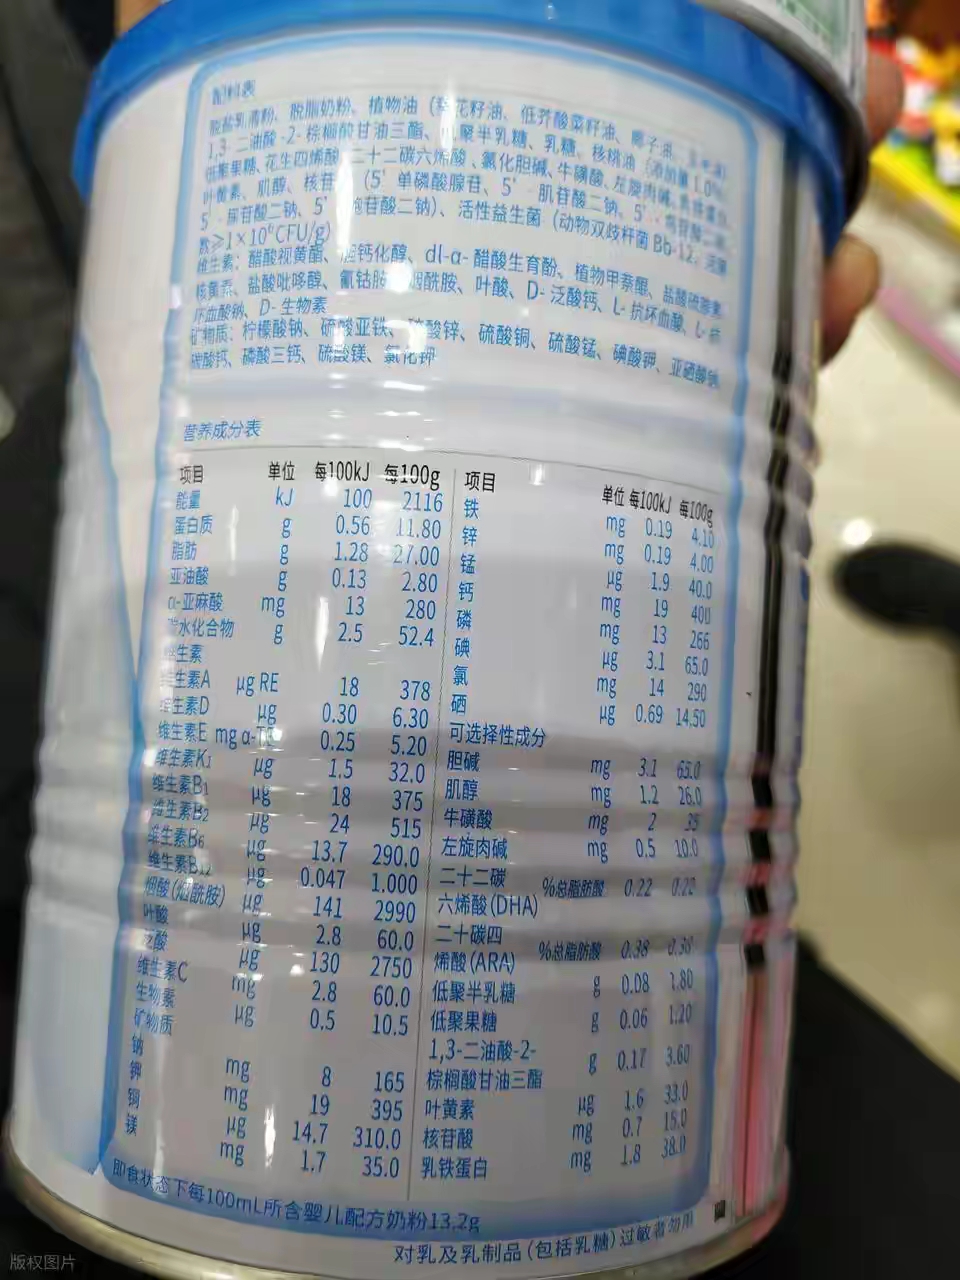 配料表
脱盐乳清粉、脱脂奶粉、植物油（葵花籽油、低芥酸菜籽油、椰子油、玉米油）
1,3-二油酸-2-棕榈酸甘油三酯、低聚半乳糖、乳糖、核桃油（添加量1.0%）
低聚果糖、花生四烯酸、二十二碳六烯酸、氯化胆碱、牛磺酸、左旋肉碱、乳铁蛋白、
叶黄素、肌醇、核苷酸（5'单磷酸腺苷、5'-肌苷酸二钠、5'-鸟苷酸二钠、
5'-尿苷酸二钠、5'-胞苷酸二钠）、活性益生菌（动物双歧杆菌Bb-12，活菌
数≥1×10⁶CFU/g）
维生素：醋酸视黄酯、胆钙化醇、dl-α-醋酸生育酚、植物甲萘醌、盐酸硫胺素、
核黄素、盐酸吡哆醇、氰钴胺、烟酰胺、叶酸、D-泛酸钙、L-抗坏血酸、L-抗
坏血酸钠、D-生物素
矿物质：柠檬酸钠、硫酸亚铁、硫酸锌、硫酸铜、硫酸锰、碘酸钾、亚硒酸钠、
碳酸钙、磷酸三钙、硫酸镁、氯化钾
营养成分表
项目 单位 每100kJ 每100g
能量 kJ 100 2116
蛋白质 g 0.56 11.80
脂肪 g 1.28 27.00
亚油酸 g 0.13 2.80
α-亚麻酸 mg 13 280
碳水化合物 g 2.5 52.4
维生素
维生素A μg RE 18 378
维生素D μg 0.30 6.30
维生素E mg α-TE 0.25 5.20
维生素K₁ μg 1.5 32.0
维生素B₁ μg 18 375
维生素B₂ μg 24 515
维生素B₆ μg 13.7 290.0
维生素B₁₂ μg 0.047 1.000
烟酸(烟酰胺) μg 141 2990
叶酸 μg 2.8 60.0
泛酸 μg 130 2750
维生素C mg 2.8 60.0
生物素 μg 0.5 10.5
矿物质
钠 mg 8 165
钾 mg 19 395
铜 μg 14.7 310.0
镁 mg 1.7 35.0
项目 单位 每100kJ 每100g
铁 mg 0.19 4.10
锌 mg 0.19 4.00
锰 μg 1.9 40.0
钙 mg 19 400
磷 mg 13 266
碘 μg 3.1 65.0
氯 mg 14 290
硒 μg 0.69 14.50
可选择性成分
胆碱 mg 3.1 65.0
肌醇 mg 1.2 26.0
牛磺酸 mg 2 35
左旋肉碱 mg 0.5 10.0
二十二碳 %总脂肪酸 0.22 0.22
六烯酸(DHA)
二十碳四 %总脂肪酸 0.38 0.38
烯酸(ARA)
低聚半乳糖 g 0.08 1.80
低聚果糖 g 0.06 1.20
1,3-二油酸-2- g 0.17 3.60
棕榈酸甘油三酯
叶黄素 μg 1.6 33.0
核苷酸 mg 0.7 15.0
乳铁蛋白 mg 1.8 38.0
即食状态下每100mL所含婴儿配方奶粉13.2g
对乳及乳制品（包括乳糖）过敏者勿用
版权图片